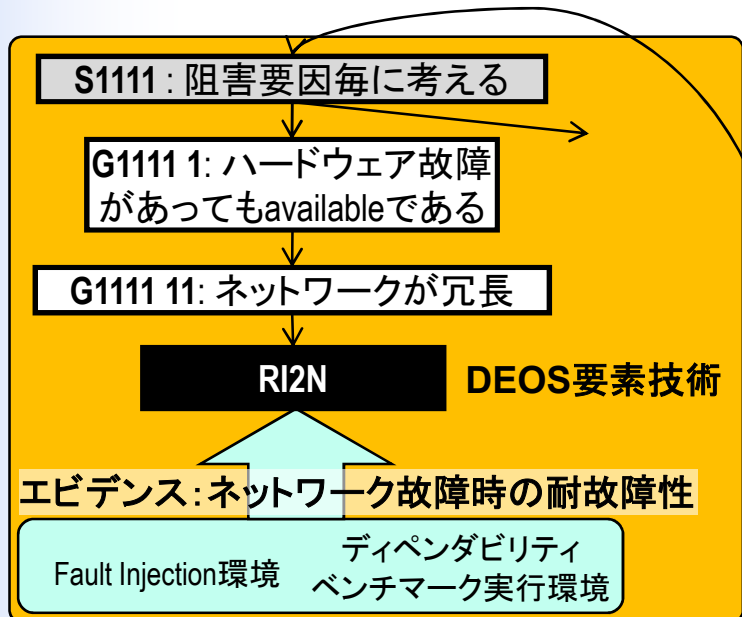 S1111 : 阻害要因毎に考える
G1111 1: ハードウェア故障
があってもavailableである
G1111 11: ネットワークが冗長
RI2N
DEOS要素技術
エビデンス：ネットワーク故障時の耐故障性
Fault Injection環境
ディペンダビリティ
ベンチマーク実行環境